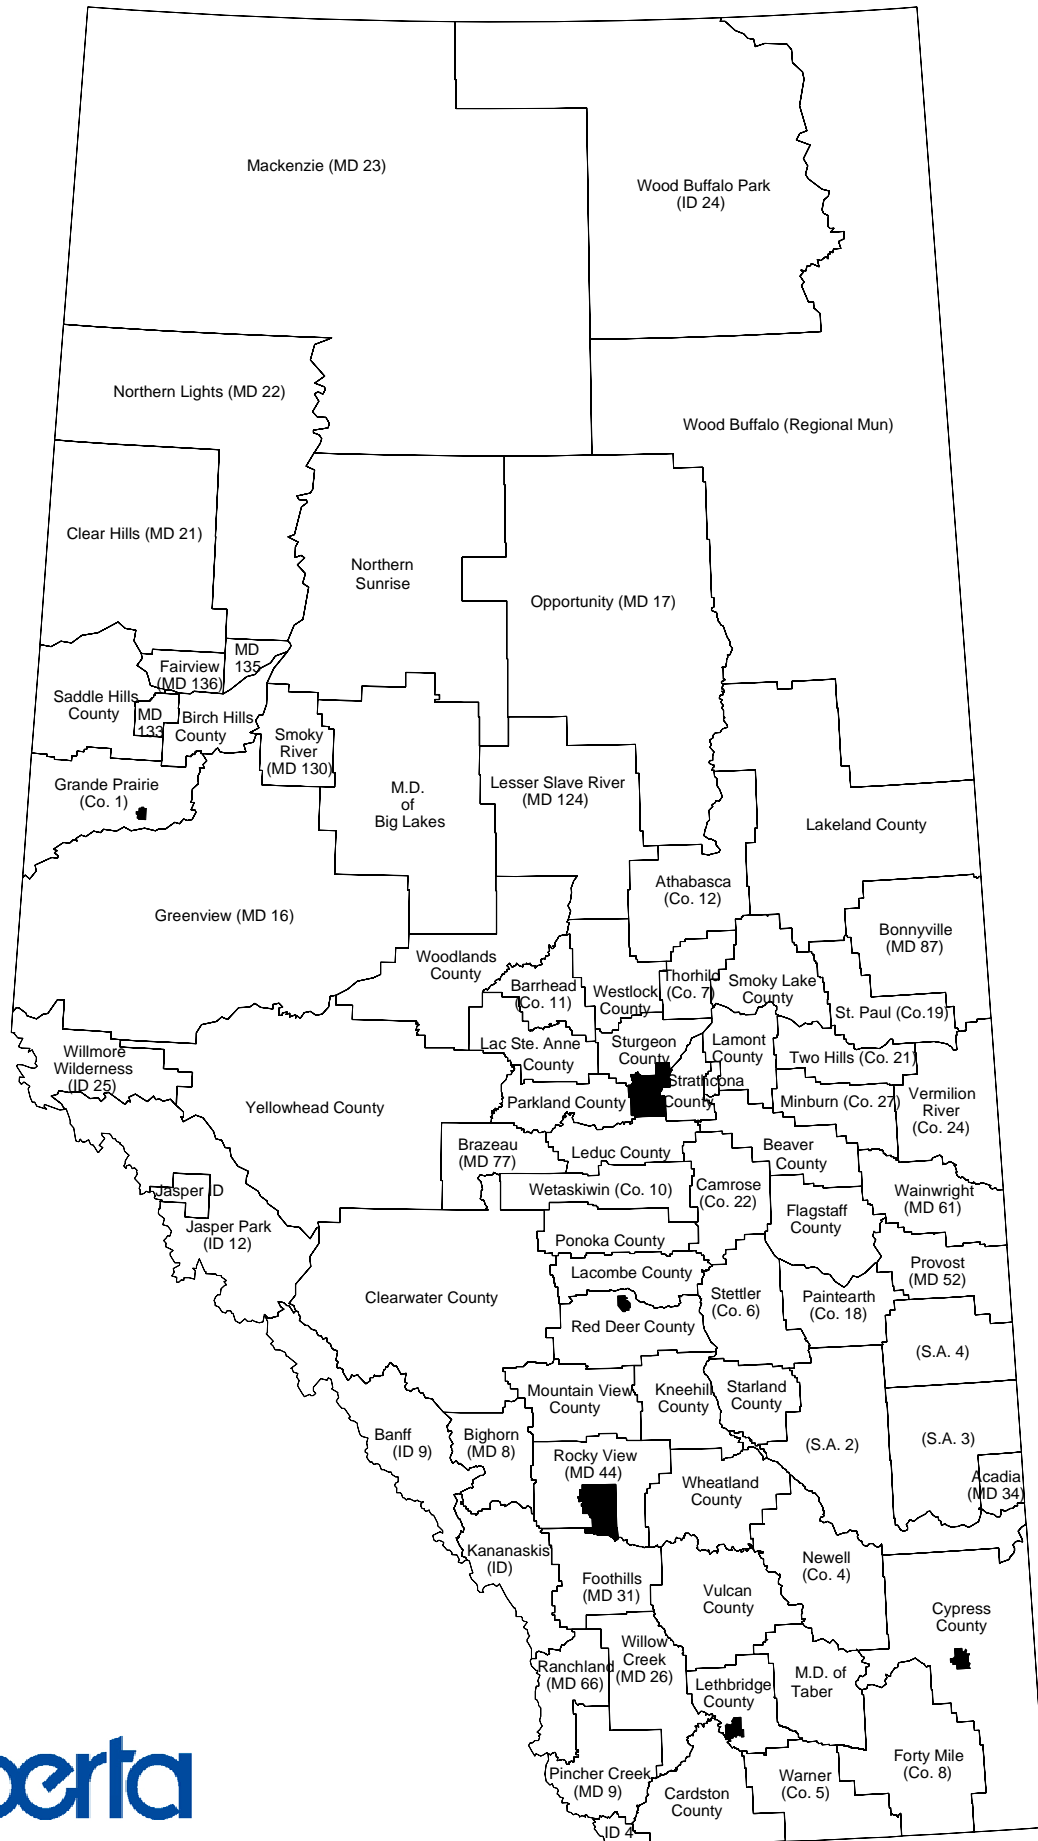 Mackenzie (MD 23)
Wood Buffalo Park
(ID 24)
Northern Lights (MD 22)
Wood Buffalo (Regional Mun)
Clear Hills (MD 21)
Northern
Sunrise
Opportunity (MD 17)
MD
135
Fairview
(MD 136)
Saddle Hills
County
MD
133
Birch Hills
County
Smoky
River
(MD 130)
Grande Prairie
(Co. 1)
M.D.
of
Big Lakes
Lesser Slave River
(MD 124)
Lakeland County
Athabasca
(Co. 12)
Greenview (MD 16)
Bonnyville
(MD 87)
Woodlands
County
Barrhead
(Co. 11)
Westlock
County
Thorhild
(Co. 7)
Smoky Lake
County
St. Paul (Co.19)
Willmore
Wilderness
(ID 25)
Lac Ste. Anne
County
Sturgeon
County
Lamont
County
Two Hills (Co. 21)
Strathcona
County
Yellowhead County
Parkland County
Minburn (Co. 27)
Vermilion
River
(Co. 24)
Brazeau
(MD 77)
Leduc County
Beaver
County
Jasper ID
Wetaskiwin (Co. 10)
Camrose
(Co. 22)
Wainwright
(MD 61)
Jasper Park
(ID 12)
Flagstaff
County
Ponoka County
Lacombe County
Provost
(MD 52)
Clearwater County
Stettler
(Co. 6)
Paintearth
(Co. 18)
Red Deer County
(S.A. 4)
Mountain View
County
Kneehill
County
Starland
County
Banff
(ID 9)
Bighorn
(MD 8)
(S.A. 2)
(S.A. 3)
Rocky View
(MD 44)
Wheatland
County
Acadia
(MD 34)
Kananaskis
(ID)
Newell
(Co. 4)
Foothills
(MD 31)
Vulcan
County
Cypress
County
Willow
Creek
(MD 26)
Ranchland
(MD 66)
Lethbridge
County
M.D. of
Taber
Forty Mile
(Co. 8)
Pincher Creek
(MD 9)
Cardston
County
Warner
(Co. 5)
ID 4
berta